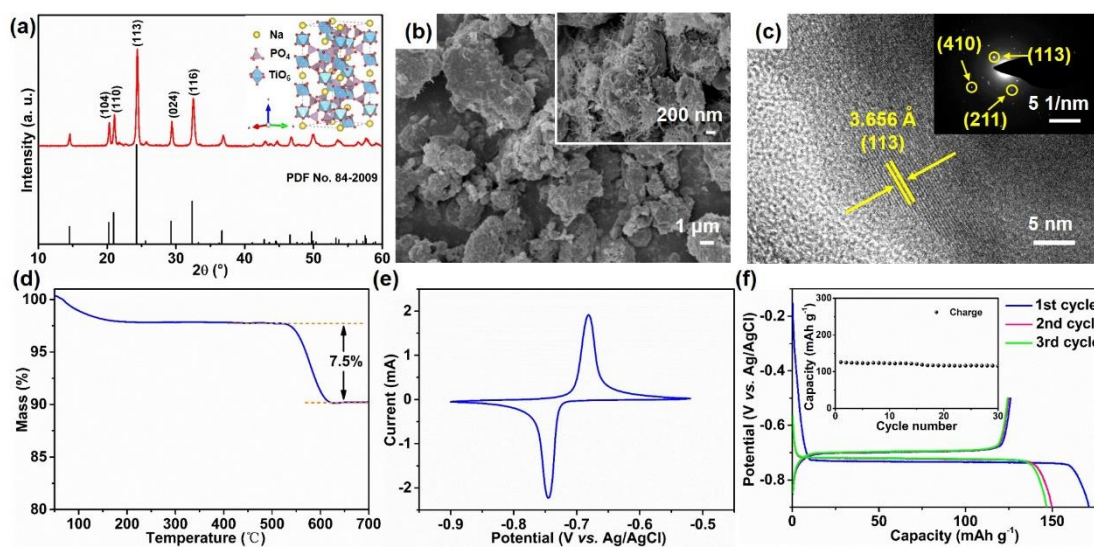 (a)
Na
PO₄
TiO₆
(104)
(110)
(113)
(024)
(116)
PDF No. 84-2009
Intensity (a. u.)
10 20 30 40 50 60
2θ (°)
(b)
200 nm
1 μm
(c)
(410)
(113)
(211)
5 1/nm
3.656 Å
(113)
5 nm
(d)
100
95
90
85
80
Mass (%)
7.5%
100 200 300 400 500 600 700
Temperature (℃)
(e)
2
1
0
-1
-2
Current (mA)
-0.9 -0.8 -0.7 -0.6 -0.5
Potential (V vs. Ag/AgCl)
(f)
-0.2
-0.4
-0.6
-0.8
Potential (V vs. Ag/AgCl)
300
200
100
0
Capacity (mAh g⁻¹)
Charge
0 10 20 30
Cycle number
1st cycle
2nd cycle
3rd cycle
0 50 100 150
Capacity (mAh g⁻¹)